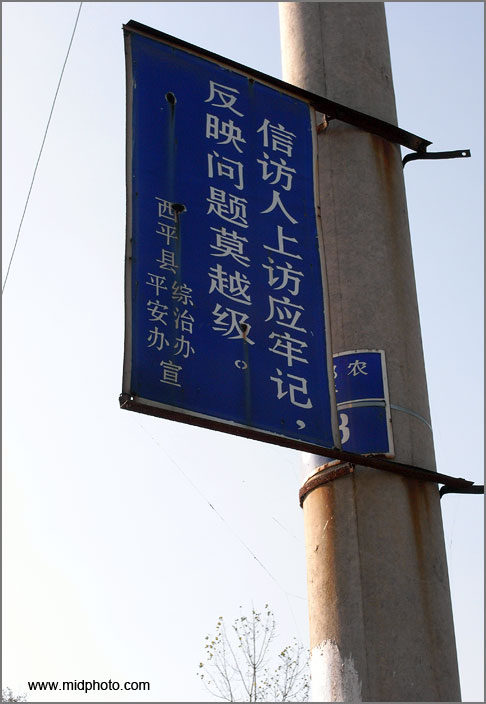 信访人上访应牢记,
反映问题莫越级。
西平县 综治办
平安办 宣
农
3
www.midphoto.com